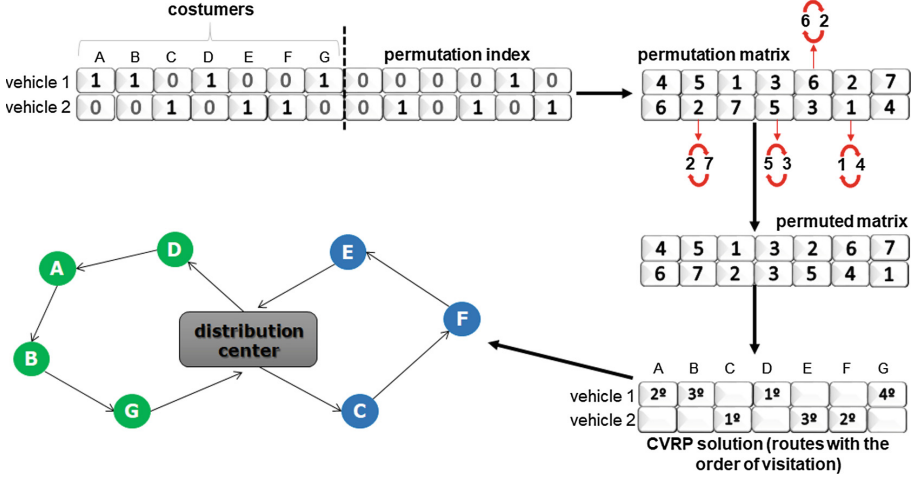 costumers
A B C D E F G
permutation index
vehicle 1 1 1 0 1 0 0 1 0 0 0 0 1 0
vehicle 2 0 0 1 0 1 1 0 0 1 0 1 0 1
6 2
permutation matrix
4 5 1 3 6 2 7
6 2 7 5 3 1 4
2 7
5 3
1 4
permuted matrix
4 5 1 3 2 6 7
6 7 2 3 5 4 1
A B C D E F G
vehicle 1 2º 3º 1º 4º
vehicle 2 1º 3º 2º
CVRP solution (routes with the
order of visitation)
D
A
B
G
E
F
C
distribution
center